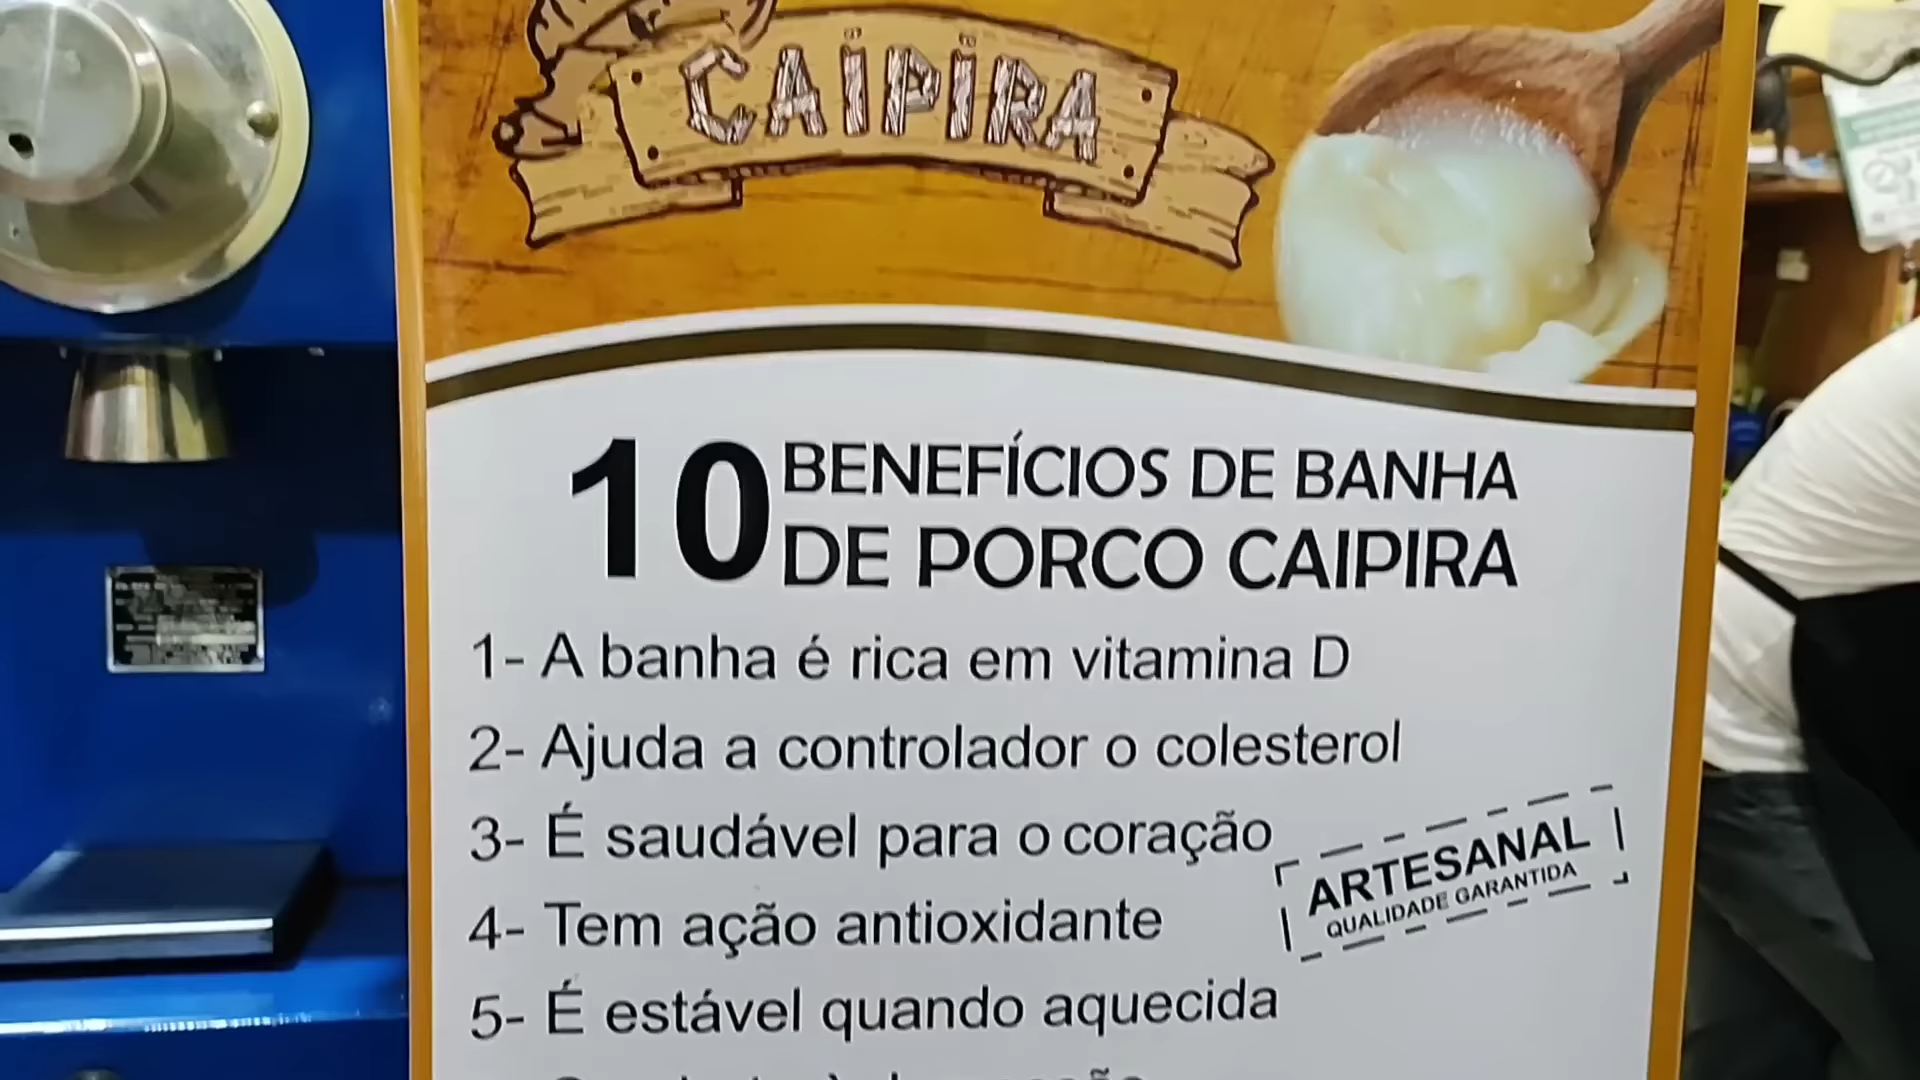 CAIPIRA
10 BENEFÍCIOS DE BANHA
DE PORCO CAIPIRA
1- A banha é rica em vitamina D
2- Ajuda a controlador o colesterol
3- É saudável para o coração
4- Tem ação antioxidante
5- É estável quando aquecida
ARTESANAL
QUALIDADE GARANTIDA